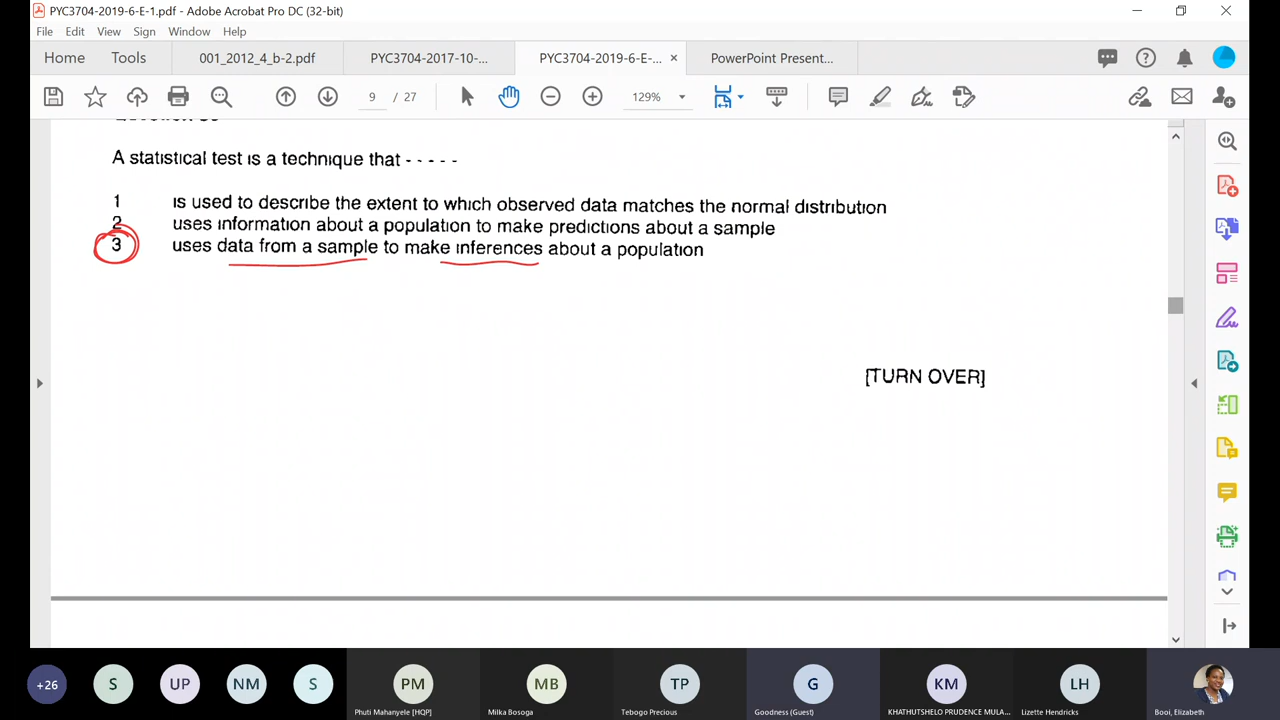 PYC3704-2019-6-E-1.pdf - Adobe Acrobat Pro DC (32-bit)
File Edit View Sign Window Help
Home Tools 001_2012_4_b-2.pdf PYC3704-2017-10-... PYC3704-2019-6-E-... PowerPoint Present...
9 / 27 129%
A statistical test is a technique that - - - - -
1 is used to describe the extent to which observed data matches the normal distribution
2 uses information about a population to make predictions about a sample
3 uses data from a sample to make inferences about a population
[TURN OVER]
+26 S UP NM S PM MB TP G KM LH
Phuti Mahanyele [HQP] Milka Bosoga Tebogo Precious Goodness (Guest) KHATHUTSHELO PRUDENCE MULA... Lizette Hendricks Booi, Elizabeth